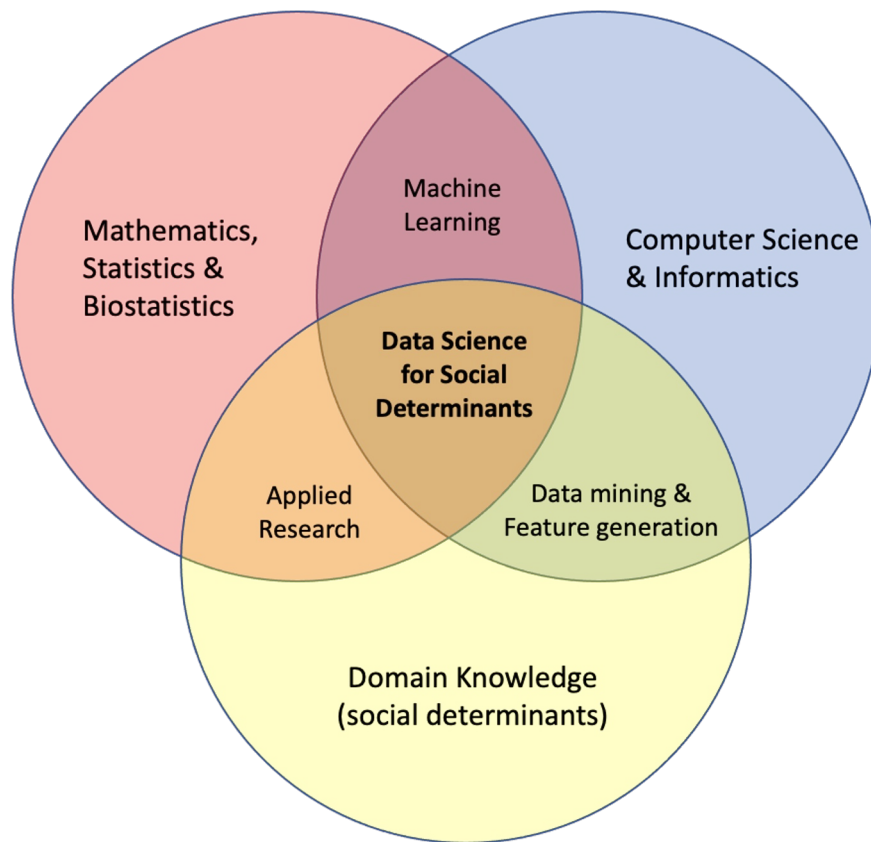 Machine
Learning
Mathematics,
Statistics &
Biostatistics
Computer Science
& Informatics
Data Science
for Social
Determinants
Applied
Research
Data mining &
Feature generation
Domain Knowledge
(social determinants)